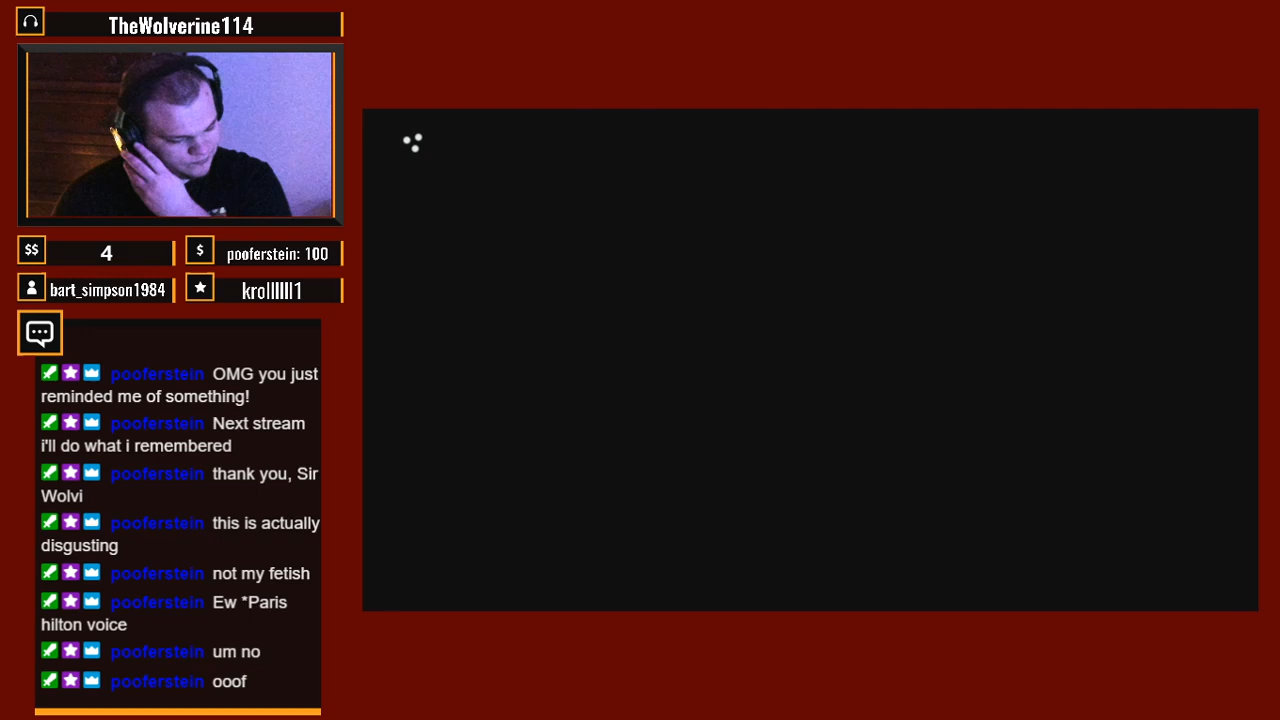 TheWolverine114
$$ 4
$ pooferstein: 100
bart_simpson1984
krollllll1
pooferstein OMG you just
reminded me of something!
pooferstein Next stream
i'll do what i remembered
pooferstein thank you, Sir
Wolvi
pooferstein this is actually
disgusting
pooferstein not my fetish
pooferstein Ew *Paris
hilton voice
pooferstein um no
pooferstein ooof